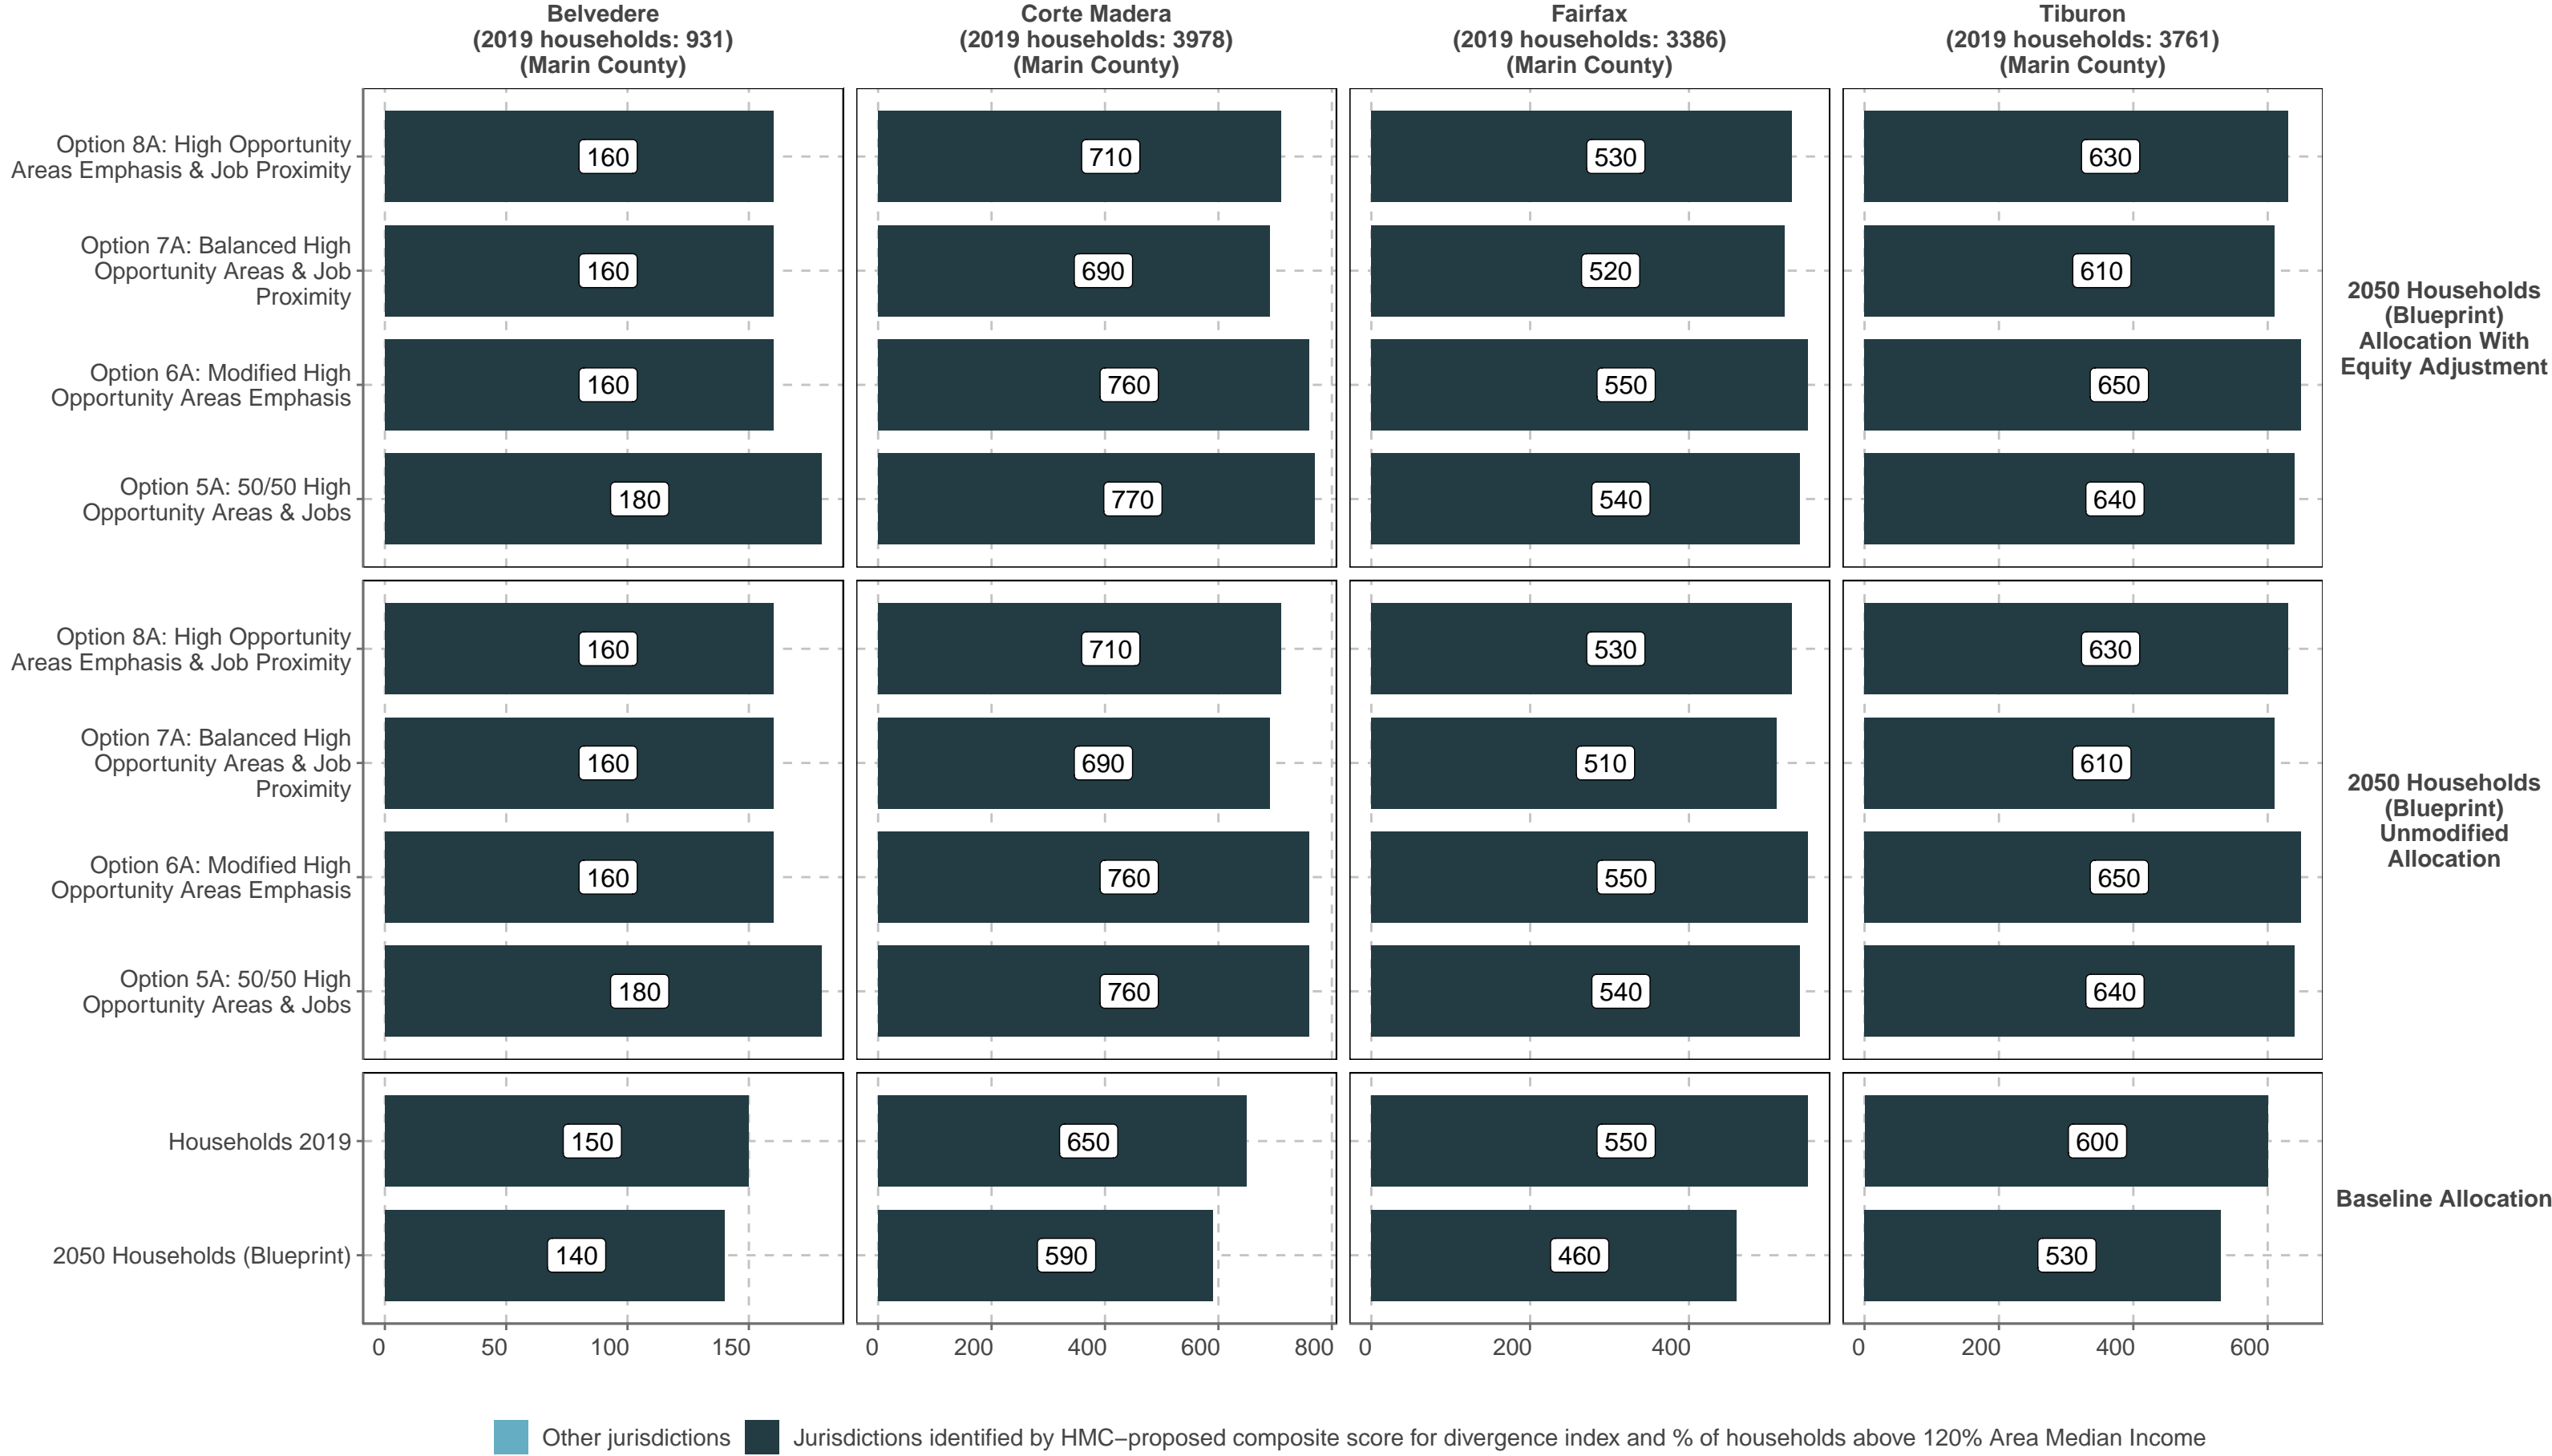 Belvedere
(2019 households: 931)
(Marin County)
Corte Madera
(2019 households: 3978)
(Marin County)
Fairfax
(2019 households: 3386)
(Marin County)
Tiburon
(2019 households: 3761)
(Marin County)
Option 8A: High Opportunity
Areas Emphasis & Job Proximity
160
710
530
630
Option 7A: Balanced High
Opportunity Areas & Job
Proximity
160
690
520
610
Option 6A: Modified High
Opportunity Areas Emphasis
160
760
550
650
Option 5A: 50/50 High
Opportunity Areas & Jobs
180
770
540
640
2050 Households
(Blueprint)
Allocation With
Equity Adjustment
Option 8A: High Opportunity
Areas Emphasis & Job Proximity
160
710
530
630
Option 7A: Balanced High
Opportunity Areas & Job
Proximity
160
690
510
610
Option 6A: Modified High
Opportunity Areas Emphasis
160
760
550
650
Option 5A: 50/50 High
Opportunity Areas & Jobs
180
760
540
640
2050 Households
(Blueprint)
Unmodified
Allocation
Households 2019
150
650
550
600
2050 Households (Blueprint)
140
590
460
530
Baseline Allocation
0 50 100 150
0 200 400 600 800
0 200 400
0 200 400 600
Other jurisdictions
Jurisdictions identified by HMC−proposed composite score for divergence index and % of households above 120% Area Median Income